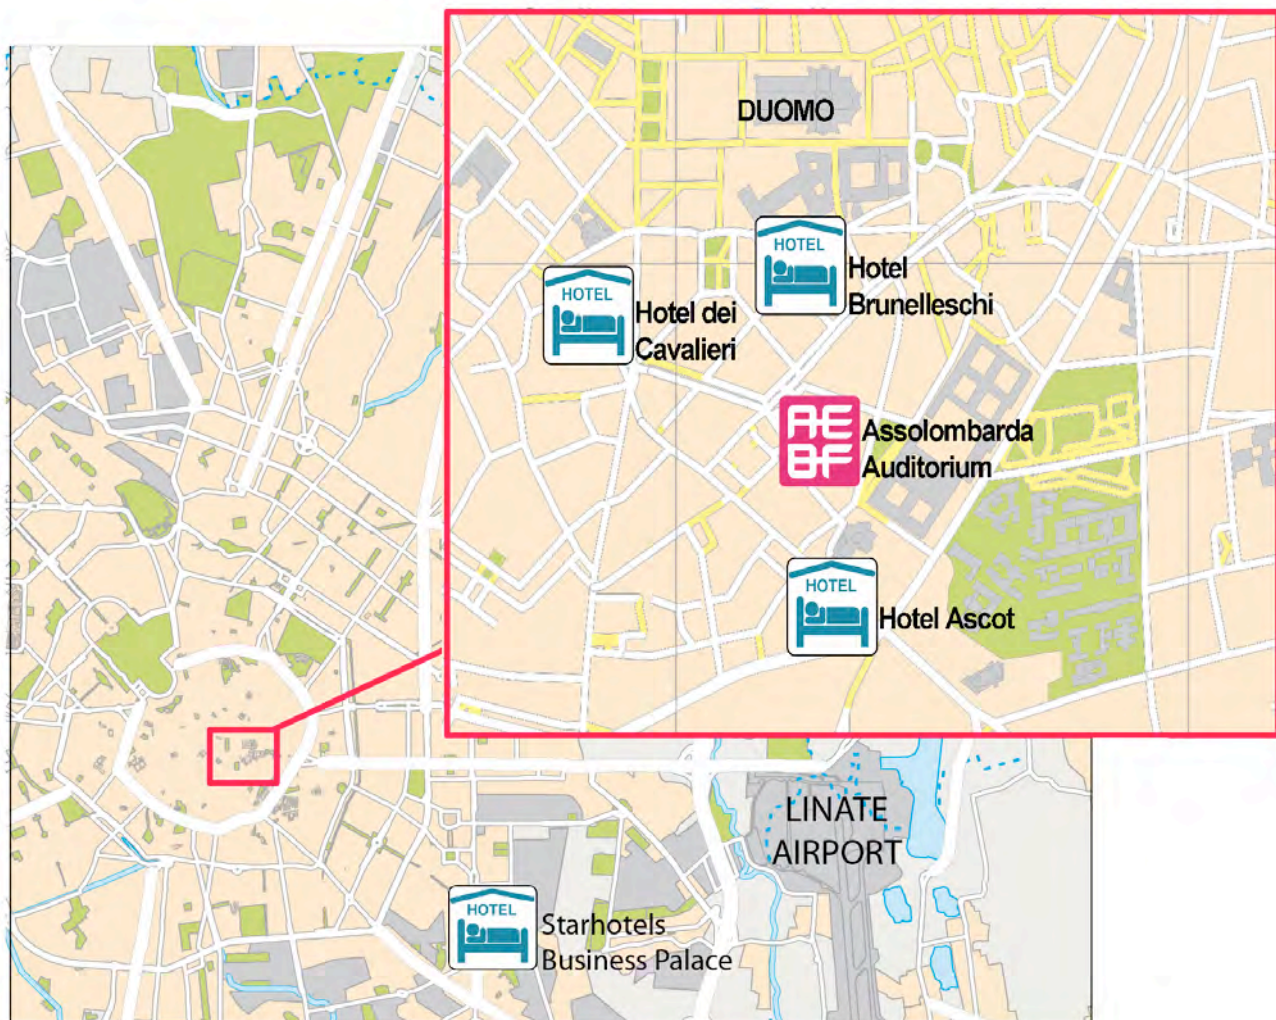 DUOMO
HOTEL
Hotel
Brunelleschi
HOTEL
Hotel dei
Cavalieri
AE
BF
Assolombarda
Auditorium
HOTEL
Hotel Ascot
LINATE
AIRPORT
HOTEL
Starhotels
Business Palace